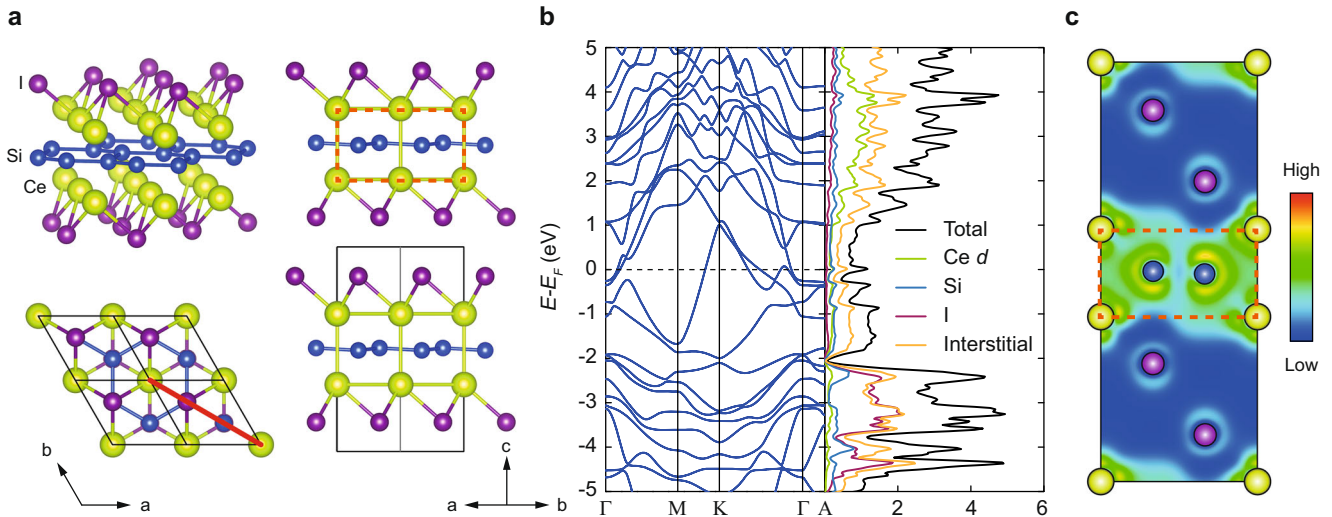 a
I
Si
Ce
b
a
c
a
b
b
E-E_F (eV)
5
4
3
2
1
0
-1
-2
-3
-4
-5
Γ
M
K
Γ
A
2
4
6
Total
Ce d
Si
I
Interstitial
c
High
Low